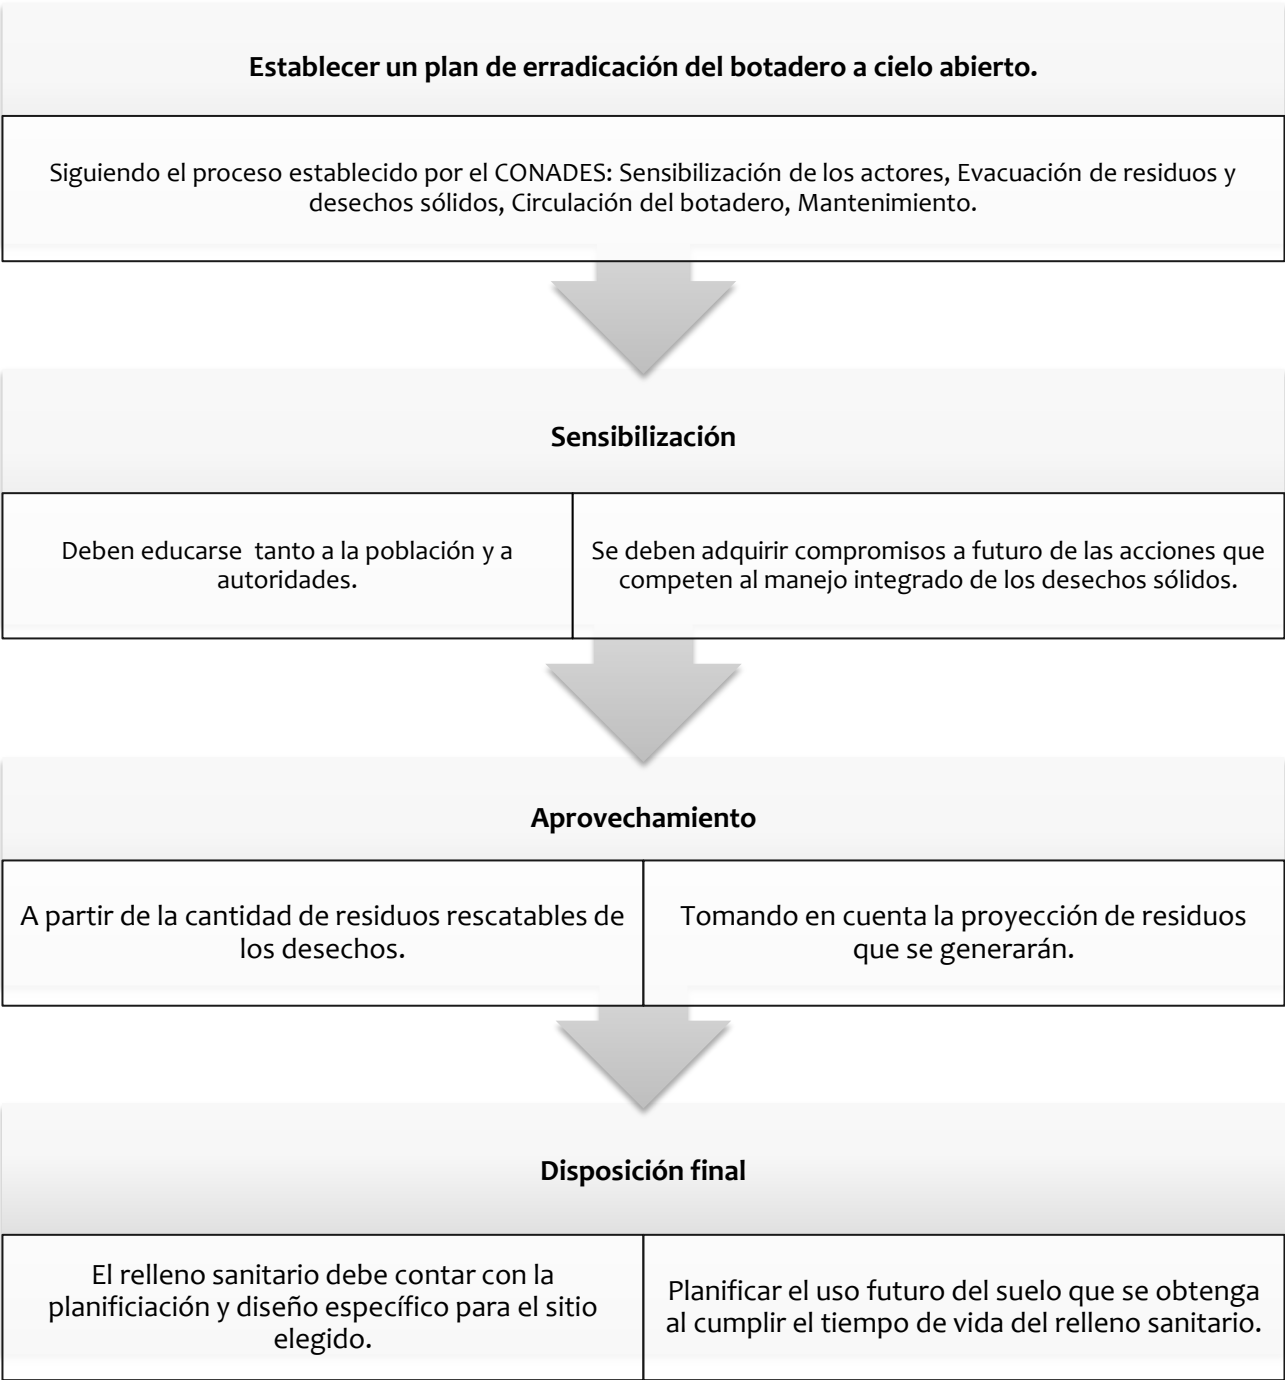 Establecer un plan de erradicación del botadero a cielo abierto.
Siguiendo el proceso establecido por el CONADES: Sensibilización de los actores, Evacuación de residuos y
desechos sólidos, Circulación del botadero, Mantenimiento.
Sensibilización
Deben educarse tanto a la población y a
autoridades.
Se deben adquirir compromisos a futuro de las acciones que
competen al manejo integrado de los desechos sólidos.
Aprovechamiento
A partir de la cantidad de residuos rescatables de
los desechos.
Tomando en cuenta la proyección de residuos
que se generarán.
Disposición final
El relleno sanitario debe contar con la
planificiación y diseño específico para el sitio
elegido.
Planificar el uso futuro del suelo que se obtenga
al cumplir el tiempo de vida del relleno sanitario.